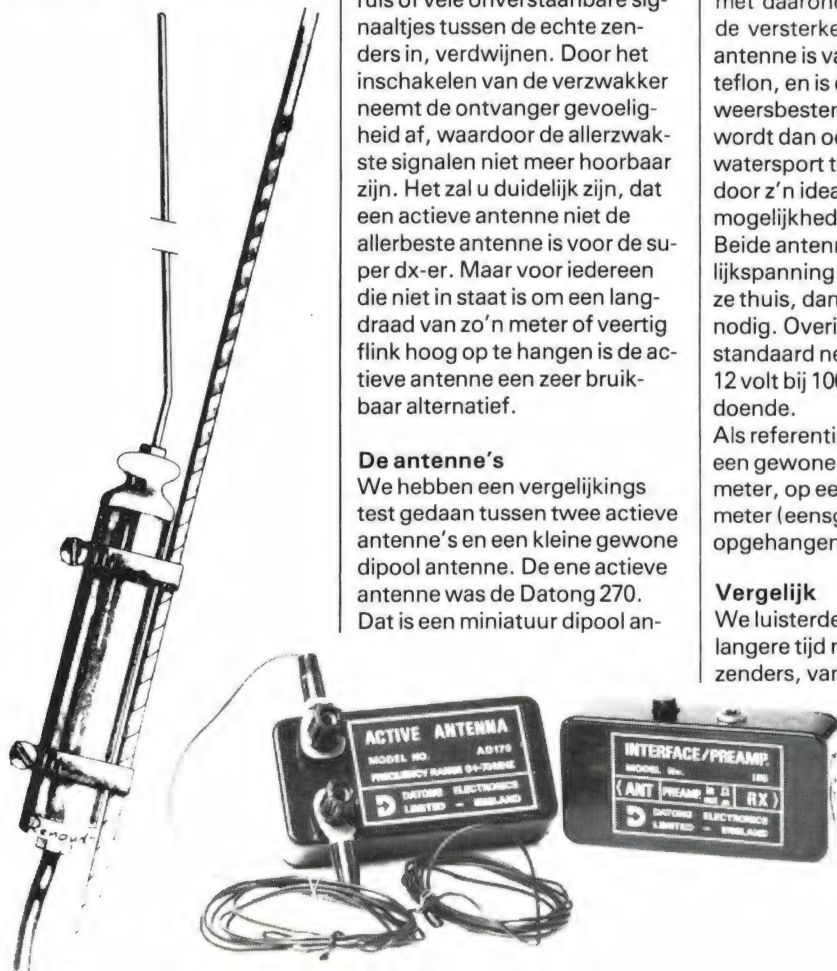 ruis of vele onverstaanbare sig-
naaltjes tussen de echte zen-
ders in, verdwijnen. Door het
inschakelen van de verzwakker
neemt de ontvanger gevoelig-
heid af, waardoor de allerzwak-
ste signalen niet meer hoorbaar
zijn. Het zal u duidelijk zijn, dat
een actieve antenne niet de
allerbeste antenne is voor de su-
per dx-er. Maar voor iedereen
die niet in staat is om een lang-
draad van zo'n meter of veertig
flink hoog op te hangen is de ac-
tieve antenne een zeer bruik-
baar alternatief.
De antenne's
We hebben een vergelijkings
test gedaan tussen twee actieve
antenne's en een kleine gewone
dipool antenne. De ene actieve
antenne was de Datong 270.
Dat is een miniatuur dipool an-
met daarond
de versterke
antenne is va
teflon, en is
weersbesten
wordt dan oo
watersport t
door z'n idea
mogelijkhed
Beide antenn
lijkspanning
ze thuis, dan
nodig. Overi
standaard ne
12 volt bij 100
doende.
Als referenti
een gewone
meter, op ee
meter (eensg
opgehangen
Vergelijk
We luisterde
langere tijd n
zenders, var
ACTIVE ANTENNA
MODEL NO. AD170
FREQUENCY RANGE
DATONG ELECTRONICS
LIMITED - ENGLAND
INTERFACE/PREAMP.
MODEL No.
ANT PREAMP RX
DATONG ELECTRONICS
LIMITED - ENGLAND